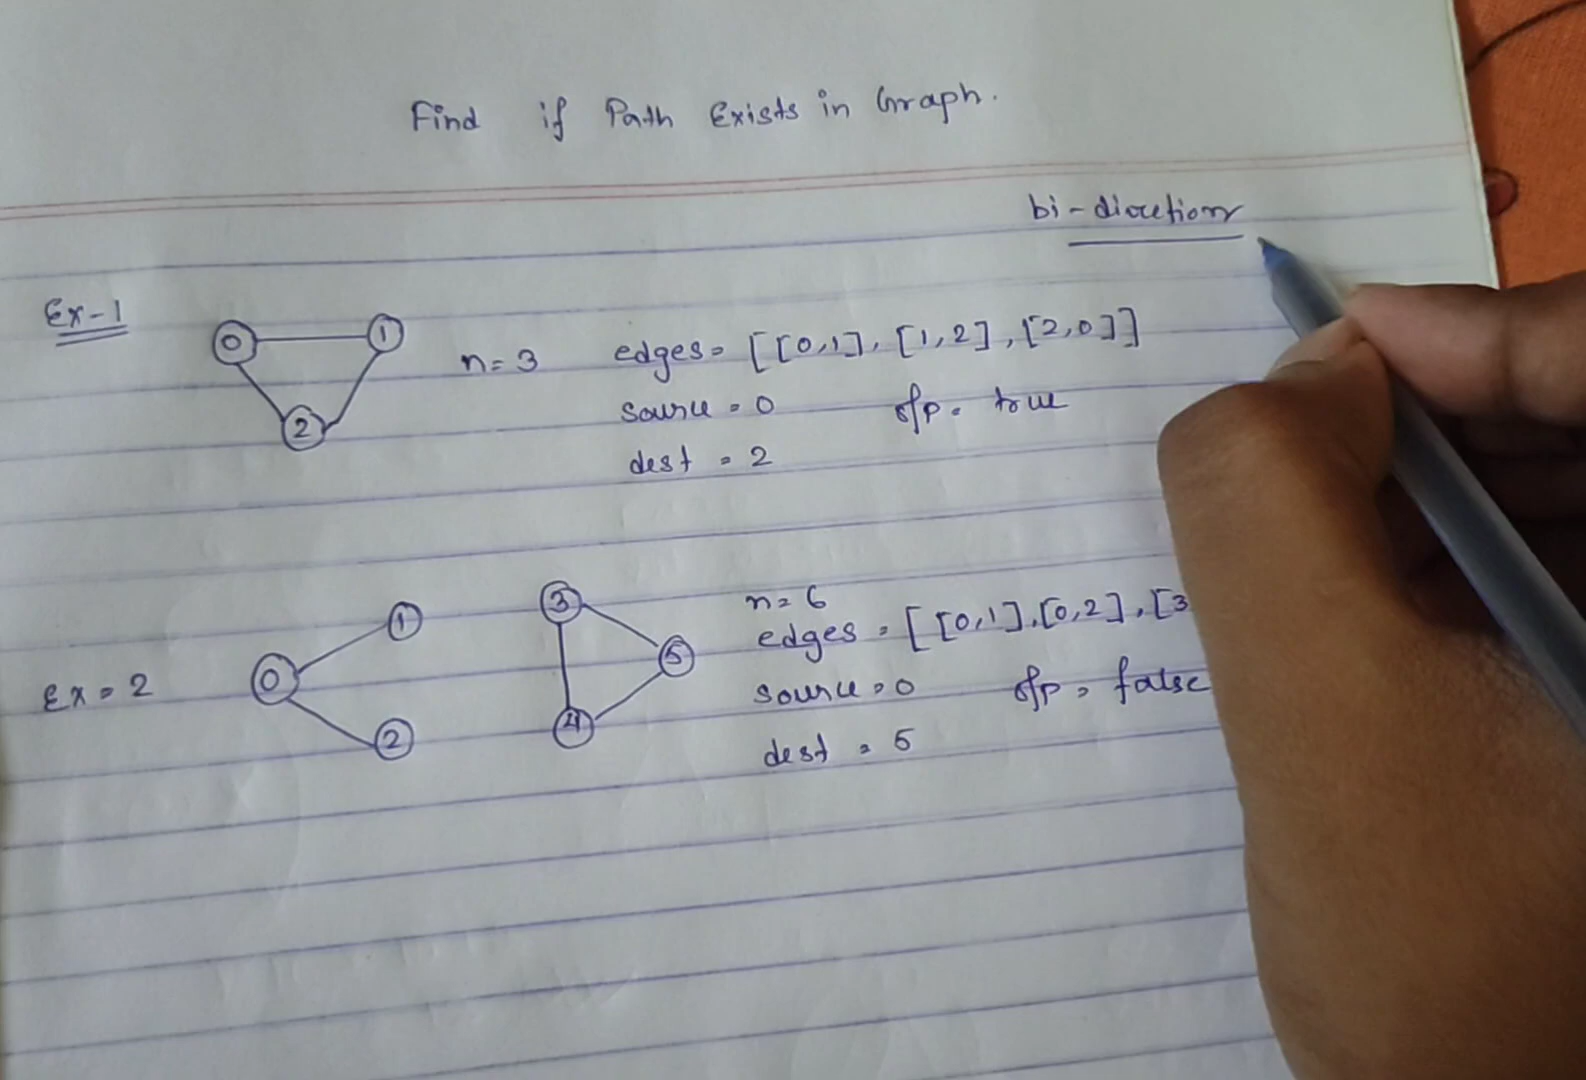 Find if Path Exists in Graph.
bi-direction
Ex-1
0 1
2
n=3 edges = [[0,1], [1,2], [2,0]]
source = 0 o/p = true
dest = 2
Ex = 2
0 1
2
3
5
4
n=6
edges = [[0,1],[0,2],[3
source = 0 o/p = false
dest = 5